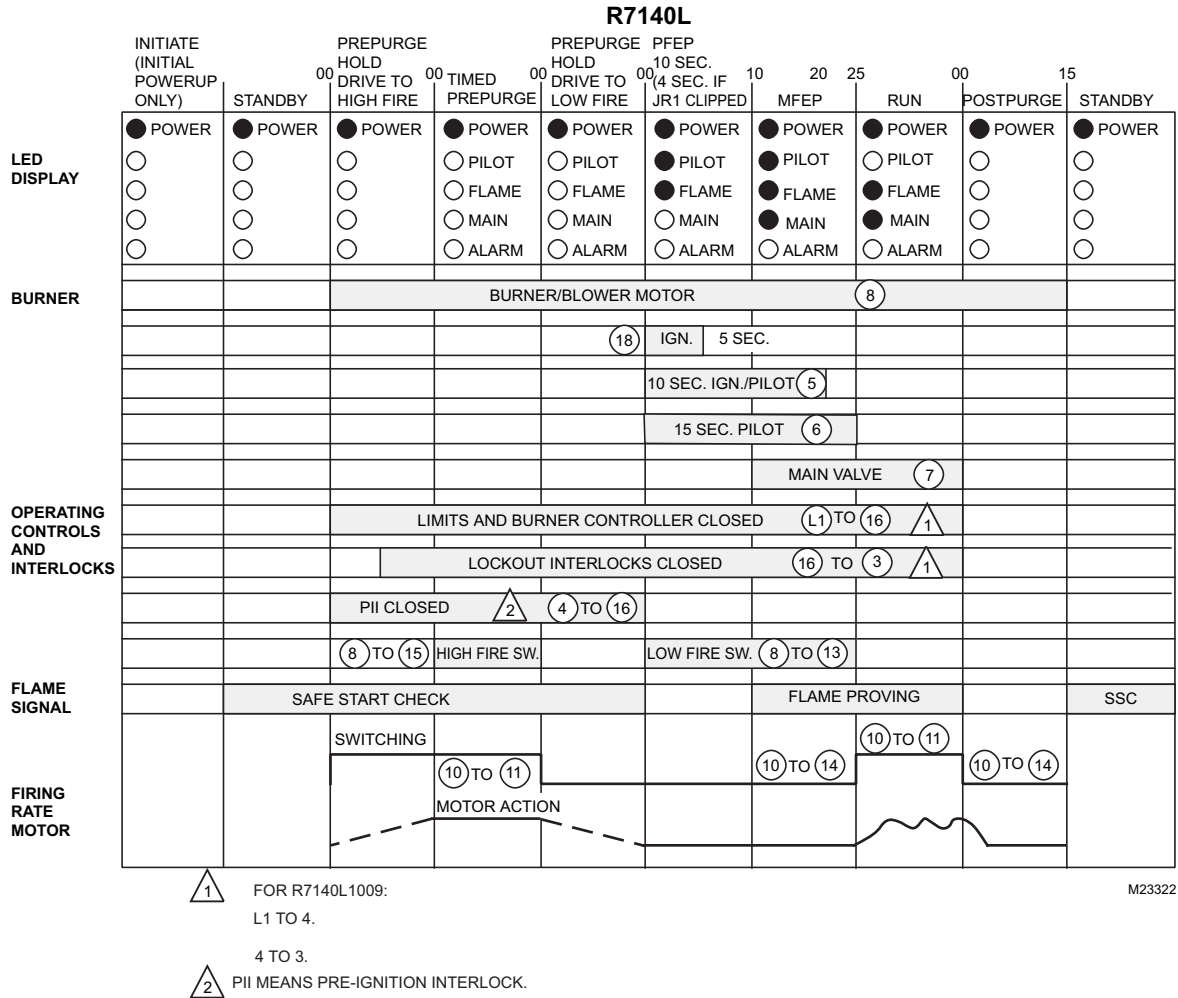 R7140L
INITIATE
(INITIAL
POWERUP
ONLY)
STANDBY
00
PREPURGE
HOLD
DRIVE TO
HIGH FIRE
00
TIMED
PREPURGE
00
PREPURGE
HOLD
DRIVE TO
LOW FIRE
00
PFEP
10 SEC.
(4 SEC. IF
JR1 CLIPPED
10
MFEP
20
25
RUN
00
POSTPURGE
15
STANDBY
LED
DISPLAY
POWER POWER POWER POWER POWER POWER POWER POWER POWER POWER
PILOT PILOT PILOT PILOT PILOT
FLAME FLAME FLAME FLAME FLAME
MAIN MAIN MAIN MAIN MAIN
ALARM ALARM ALARM ALARM ALARM
BURNER
BURNER/BLOWER MOTOR 8
18 IGN. 5 SEC.
10 SEC. IGN./PILOT 5
15 SEC. PILOT 6
MAIN VALVE 7
OPERATING
CONTROLS
AND
INTERLOCKS
LIMITS AND BURNER CONTROLLER CLOSED L1 TO 16 1
LOCKOUT INTERLOCKS CLOSED 16 TO 3 1
PII CLOSED 2 4 TO 16
8 TO 15 HIGH FIRE SW. LOW FIRE SW. 8 TO 13
FLAME
SIGNAL
SAFE START CHECK FLAME PROVING SSC
FIRING
RATE
MOTOR
SWITCHING 10 TO 11
10 TO 11 10 TO 14 10 TO 14
MOTOR ACTION
1 FOR R7140L1009:
L1 TO 4.
4 TO 3.
2 PII MEANS PRE-IGNITION INTERLOCK.
M23322